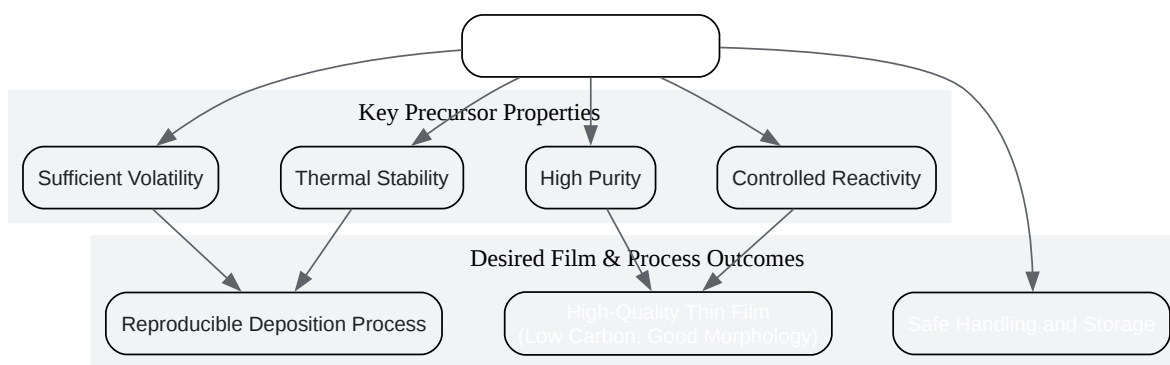 Key Precursor Properties
Sufficient Volatility
Thermal Stability
High Purity
Controlled Reactivity
Desired Film & Process Outcomes
Reproducible Deposition Process
High-Quality Thin Film
(Low Carbon, Good Morphology)
Safe Handling and Storage